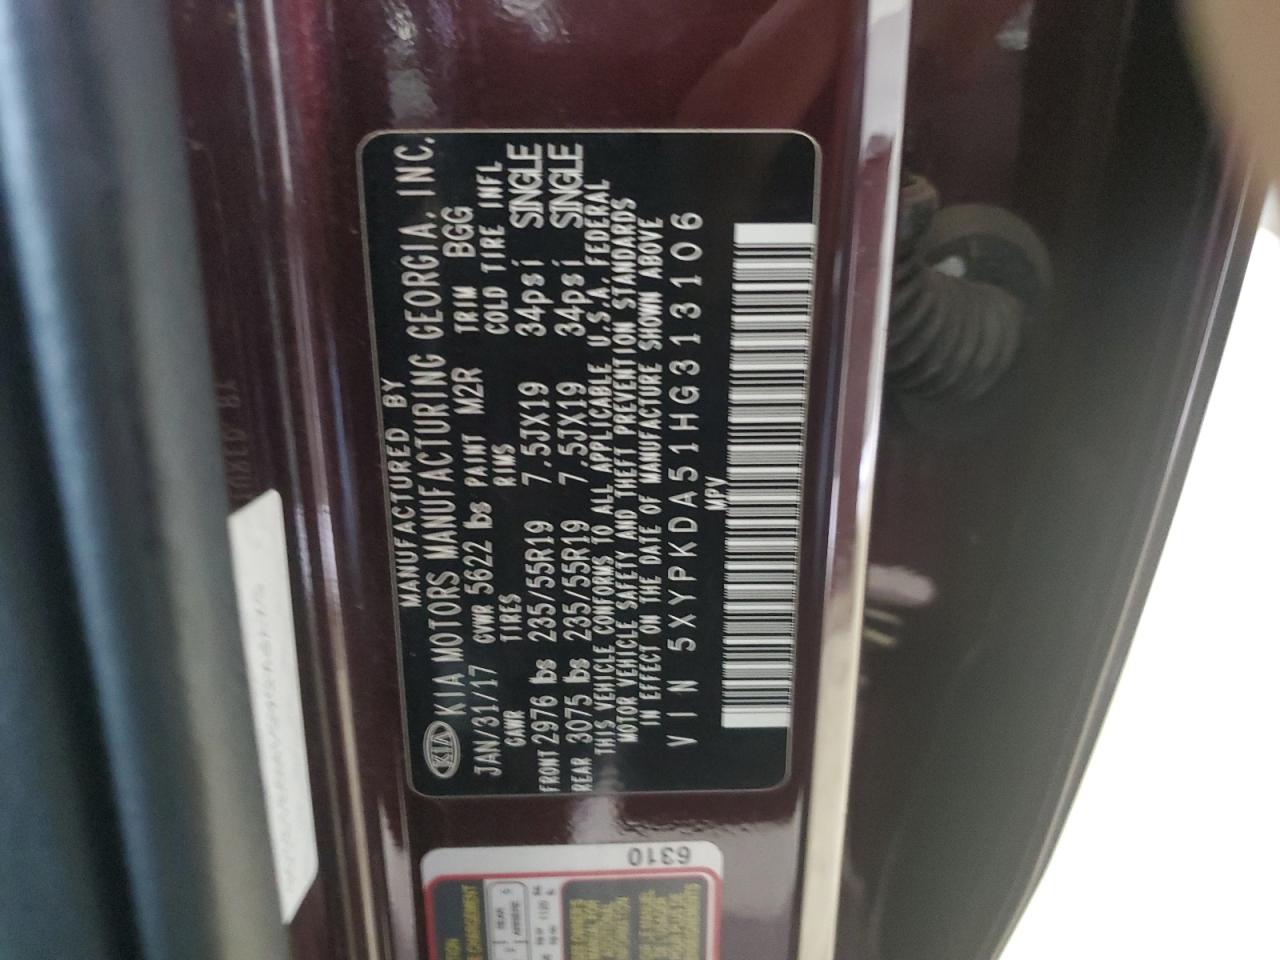 MANUFACTURED BY
KIA KIA MOTORS MANUFACTURING GEORGIA, INC.
JAN/31/17 GVWR 5622 lbs PAINT M2R TRIM BGG
GAWR TIRES RIMS COLD TIRE INFL
FRONT 2976 lbs 235/55R19 7.5JX19 34psi SINGLE
REAR 3075 lbs 235/55R19 7.5JX19 34psi SINGLE
THIS VEHICLE CONFORMS TO ALL APPLICABLE U.S.A. FEDERAL
MOTOR VEHICLE SAFETY AND THEFT PREVENTION STANDARDS
IN EFFECT ON THE DATE OF MANUFACTURE SHOWN ABOVE
VIN 5XYPKDA51HG313106
MPV
6310